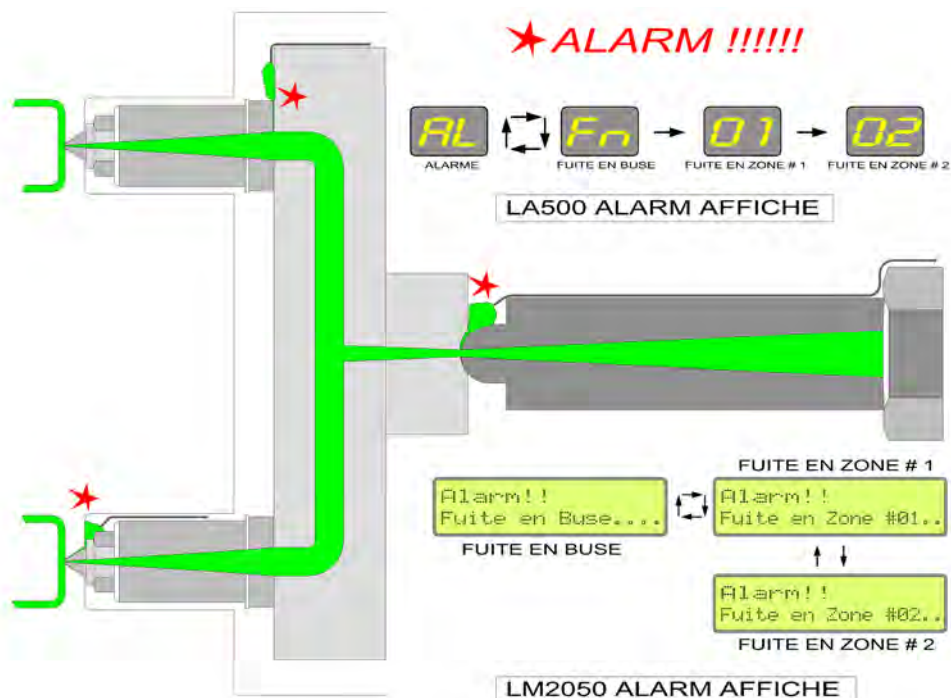 ALARM !!!!!!
AL Fn 01 02
ALARME FUITE EN BUSE FUITE EN ZONE # 1 FUITE EN ZONE # 2
LA500 ALARM AFFICHE
FUITE EN ZONE # 1
Alarm!!
Fuite en Buse....
FUITE EN BUSE
Alarm!!
Fuite en Zone #01..
Alarm!!
Fuite en Zone #02..
FUITE EN ZONE # 2
LM2050 ALARM AFFICHE